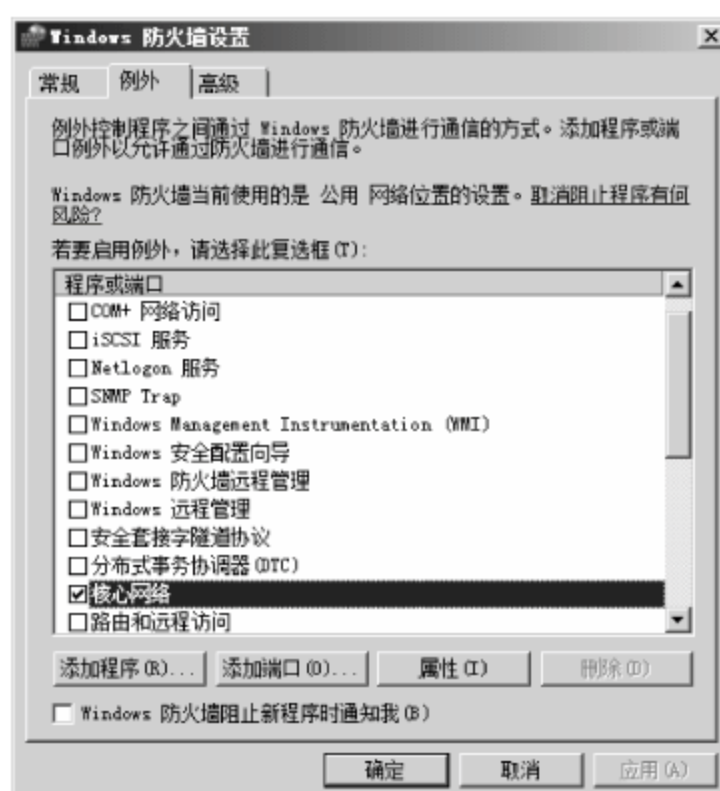 Windows 防火墙设置
常规 例外 高级
例外控制程序之间通过 Windows 防火墙进行通信的方式。添加程序或端
口例外以允许通过防火墙进行通信。
Windows 防火墙当前使用的是 公用 网络位置的设置。取消阻止程序有何
风险?
若要启用例外，请选择此复选框(T):
程序或端口
COM+ 网络访问
iSCSI 服务
Netlogon 服务
SNMP Trap
Windows Management Instrumentation (WMI)
Windows 安全配置向导
Windows 防火墙远程管理
Windows 远程管理
安全套接字隧道协议
分布式事务协调器(DTC)
核心网络
路由和远程访问
添加程序(R)... 添加端口(O)... 属性(I) 删除(D)
Windows 防火墙阻止新程序时通知我(B)
确定 取消 应用(A)